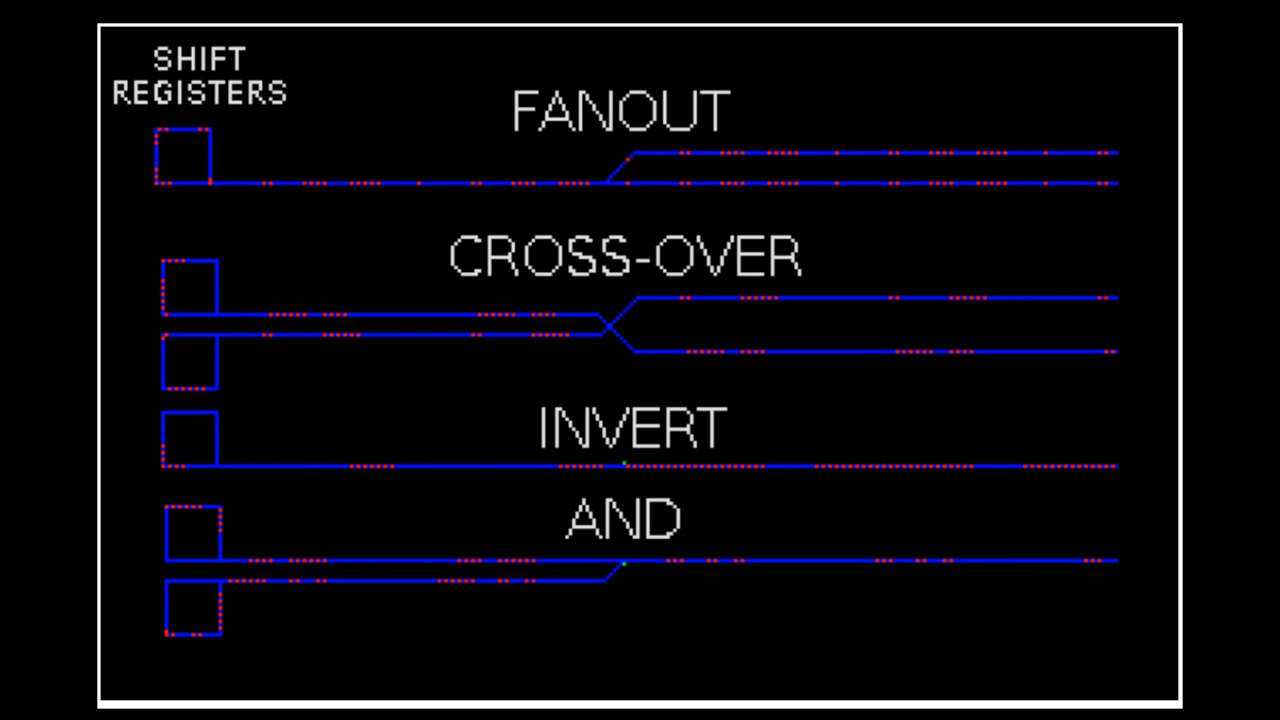 SHIFT
REGISTERS
FANOUT
CROSS-OVER
INVERT
AND